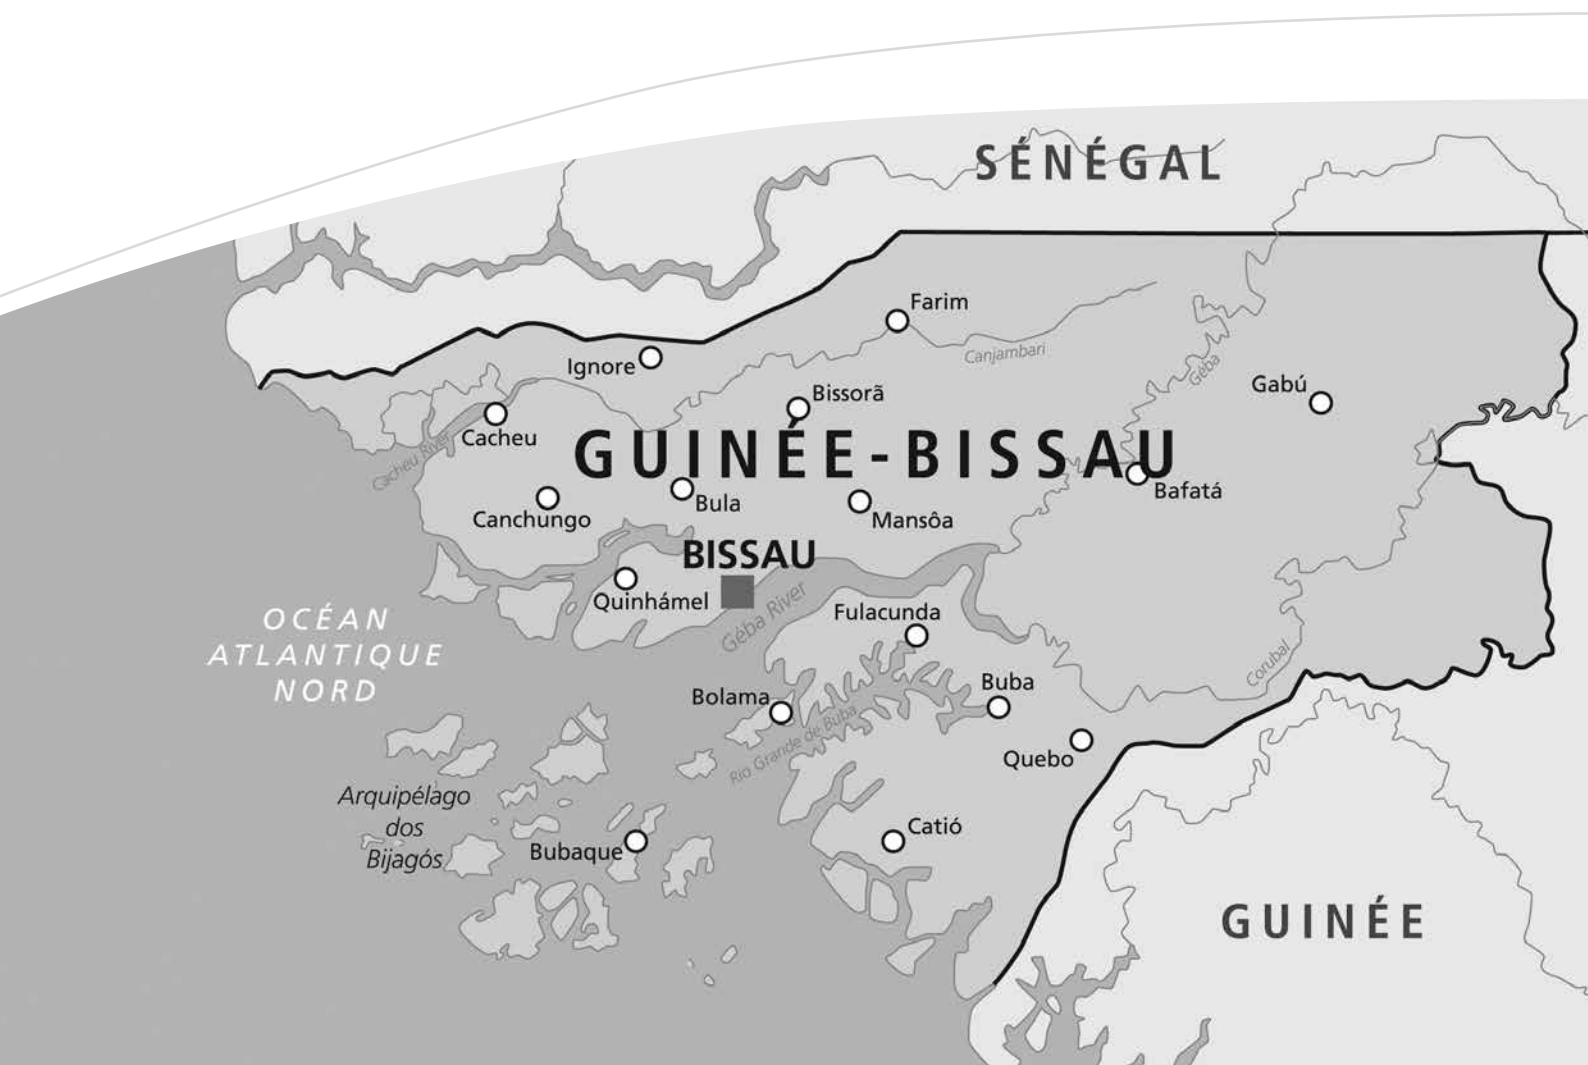 SÉNÉGAL
Farim
Canjambari
Ignore
Géba
Bissorã
Gabú
Cacheu
Cacheu River
GUINÉE-BISSAU
Bafatá
Bula
Canchungo
Mansôa
BISSAU
Quinhámel
Géba River
Fulacunda
OCÉAN
ATLANTIQUE
NORD
Corubal
Buba
Bolama
Rio Grande de Buba
Quebo
Arquipélago
dos
Bijagós
Catió
Bubaque
GUINÉE